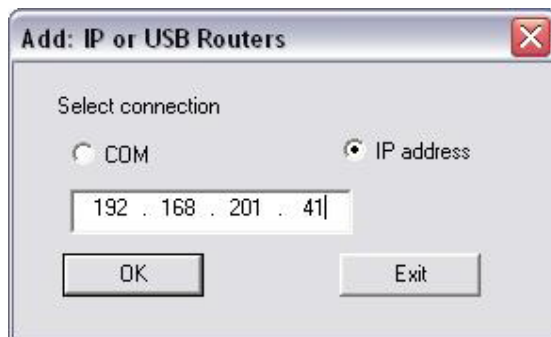 Add: IP or USB Routers
Select connection
COM
IP address
192 . 168 . 201 . 41
OK
Exit